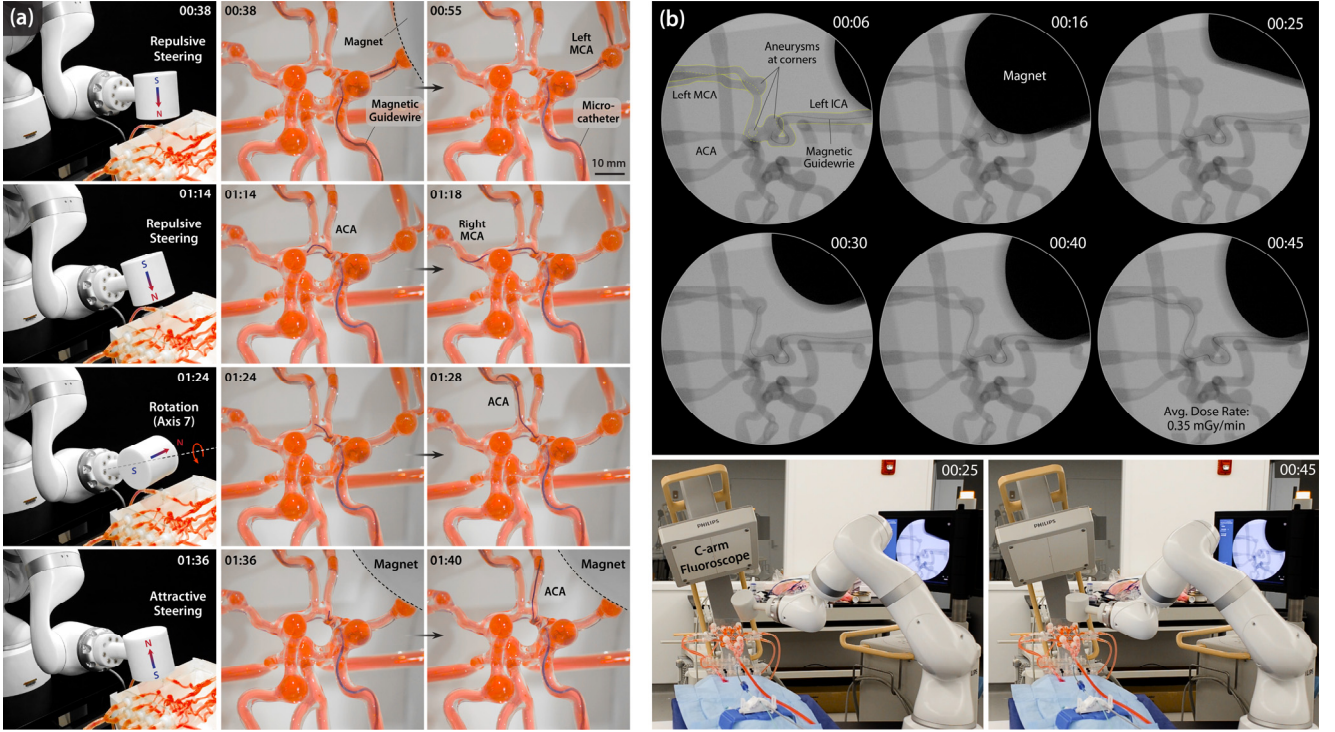 (a)
00:38
Repulsive
Steering
S
N
00:38
Magnet
Magnetic
Guidewire
00:55
Left
MCA
Micro-
catheter
10 mm
01:14
Repulsive
Steering
S
N
01:14
ACA
01:18
Right
MCA
01:24
Rotation
(Axis 7)
N
S
01:24
01:28
ACA
01:36
Attractive
Steering
N
S
01:36
Magnet
01:40
Magnet
ACA
(b)
00:06
Aneurysms
at corners
Left MCA
Left ICA
ACA
Magnetic
Guidewrie
00:16
Magnet
00:25
00:30
00:40
00:45
Avg. Dose Rate:
0.35 mGy/min
00:25
PHILIPS
C-arm
Fluoroscope
00:45
PHILIPS